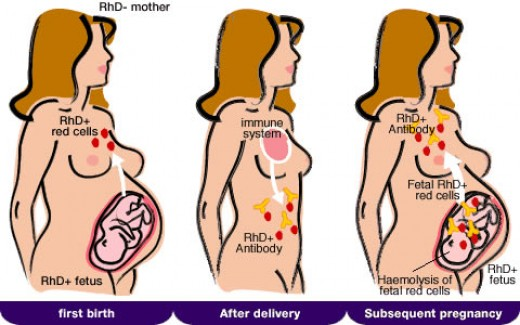 RhD- mother
RhD+
red cells
RhD+ fetus
first birth
immune
system
RhD+
Antibody
After delivery
RhD+
Antibody
Fetal RhD+
red cells
RhD+
fetus
Haemolysis of
fetal red cells
Subsequent pregnancy